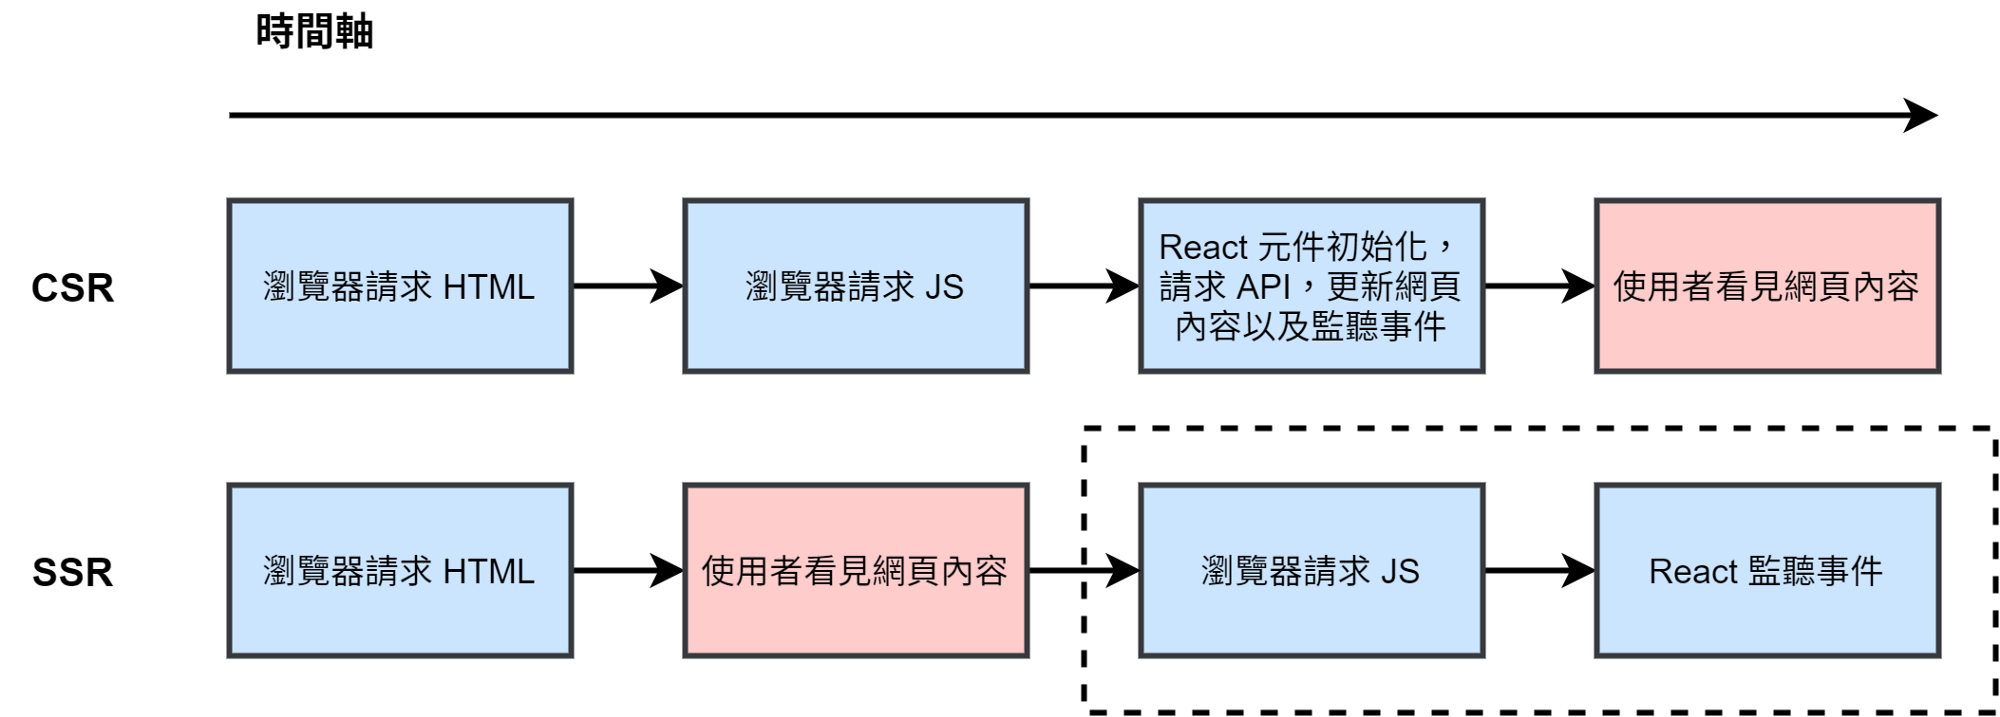 時間軸
CSR
瀏覽器請求 HTML
瀏覽器請求 JS
React 元件初始化，
請求 API，更新網頁
內容以及監聽事件
使用者看見網頁內容
SSR
瀏覽器請求 HTML
使用者看見網頁內容
瀏覽器請求 JS
React 監聽事件